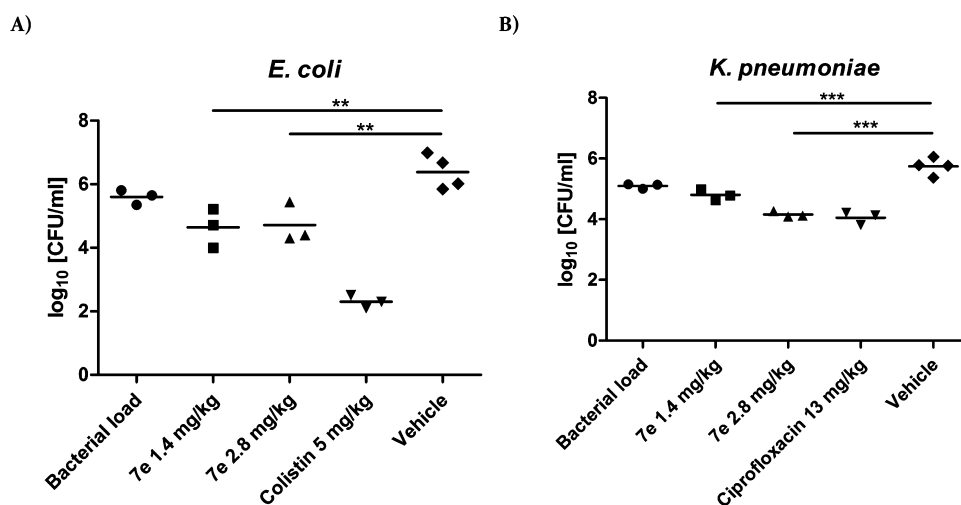 A)
E. coli
**
**
log10 [CFU/ml]
8
6
4
2
0
Bacterial load
7e 1.4 mg/kg
7e 2.8 mg/kg
Colistin 5 mg/kg
Vehicle
B)
K. pneumoniae
***
***
log10 [CFU/ml]
8
6
4
2
0
Bacterial load
7e 1.4 mg/kg
7e 2.8 mg/kg
Ciprofloxacin 13 mg/kg
Vehicle